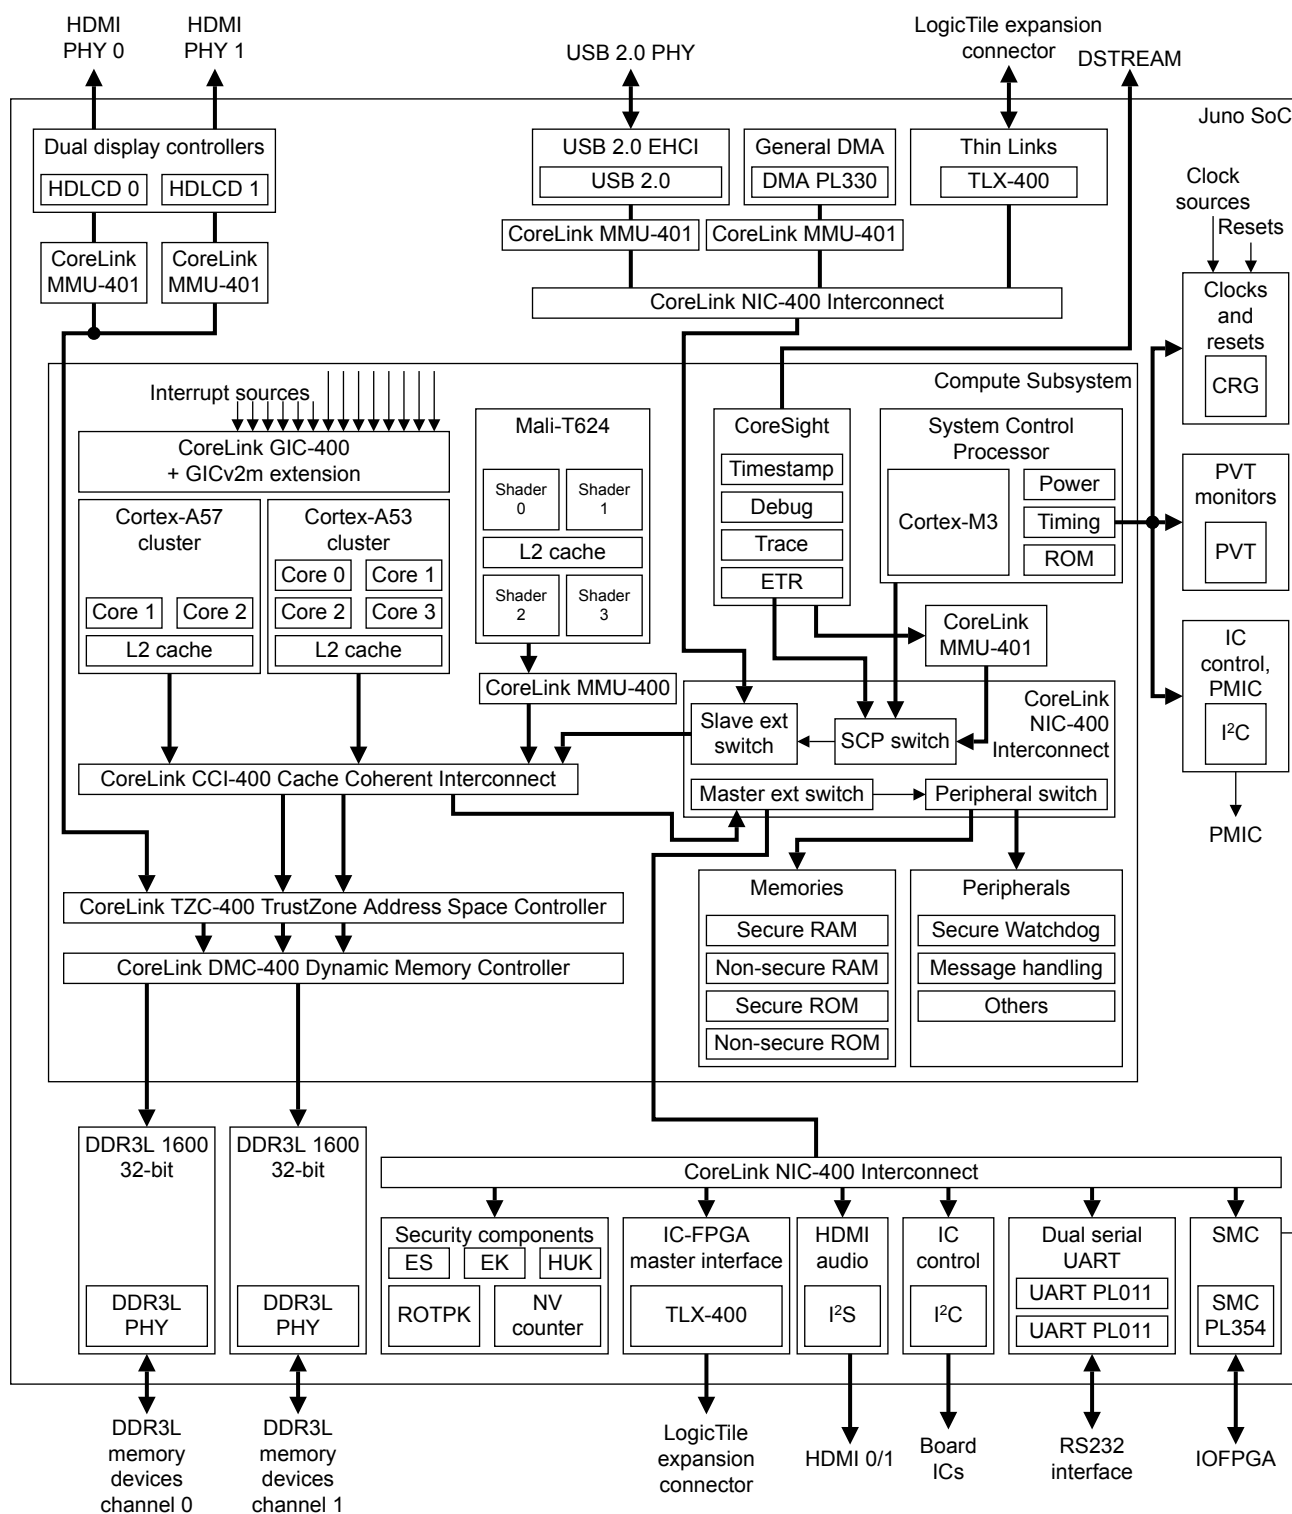 HDMI
PHY 0
HDMI
PHY 1
USB 2.0 PHY
LogicTile expansion
connector
DSTREAM
Juno SoC
Dual display controllers
HDLCD 0
HDLCD 1
USB 2.0 EHCI
USB 2.0
General DMA
DMA PL330
Thin Links
TLX-400
Clock
sources
Resets
CoreLink
MMU-401
CoreLink
MMU-401
CoreLink MMU-401
CoreLink MMU-401
CoreLink NIC-400 Interconnect
Clocks
and
resets
CRG
Compute Subsystem
Interrupt sources
CoreLink GIC-400
+ GICv2m extension
Mali-T624
Shader
0
Shader
1
L2 cache
Shader
2
Shader
3
CoreSight
Timestamp
Debug
Trace
ETR
System Control
Processor
Cortex-M3
Power
Timing
ROM
PVT
monitors
PVT
Cortex-A57
cluster
Core 1
Core 2
L2 cache
Cortex-A53
cluster
Core 0
Core 1
Core 2
Core 3
L2 cache
CoreLink
MMU-401
IC
control,
PMIC
I²C
PMIC
CoreLink MMU-400
Slave ext
switch
SCP switch
CoreLink
NIC-400
Interconnect
CoreLink CCI-400 Cache Coherent Interconnect
Master ext switch
Peripheral switch
Memories
Secure RAM
Non-secure RAM
Secure ROM
Non-secure ROM
Peripherals
Secure Watchdog
Message handling
Others
CoreLink TZC-400 TrustZone Address Space Controller
CoreLink DMC-400 Dynamic Memory Controller
DDR3L 1600
32-bit
DDR3L
PHY
DDR3L 1600
32-bit
DDR3L
PHY
CoreLink NIC-400 Interconnect
Security components
ES
EK
HUK
ROTPK
NV
counter
IC-FPGA
master interface
TLX-400
HDMI
audio
I²S
IC
control
I²C
Dual serial
UART
UART PL011
UART PL011
SMC
SMC
PL354
DDR3L
memory
devices
channel 0
DDR3L
memory
devices
channel 1
LogicTile
expansion
connector
HDMI 0/1
Board
ICs
RS232
interface
IOFPGA